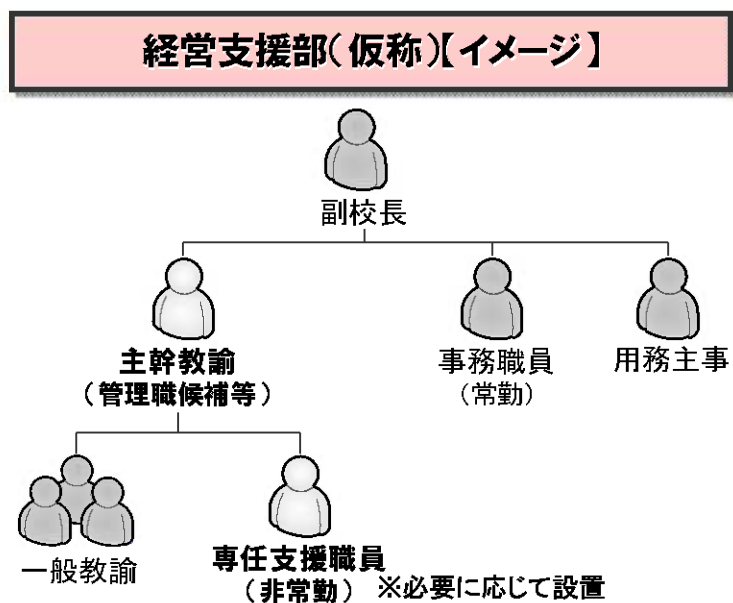 経営支援部(仮称)【イメージ】
副校長
主幹教諭
(管理職候補等)
事務職員
(常勤)
用務主事
一般教諭
専任支援職員
(非常勤) ※必要に応じて設置